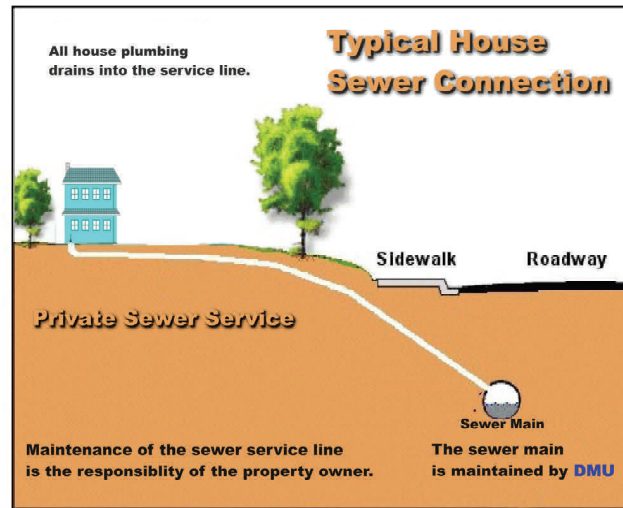 All house plumbing
drains into the service line.
Typical House
Sewer Connection
Sidewalk
Roadway
Private Sewer Service
Sewer Main
Maintenance of the sewer service line
is the responsiblity of the property owner.
The sewer main
is maintained by DMU